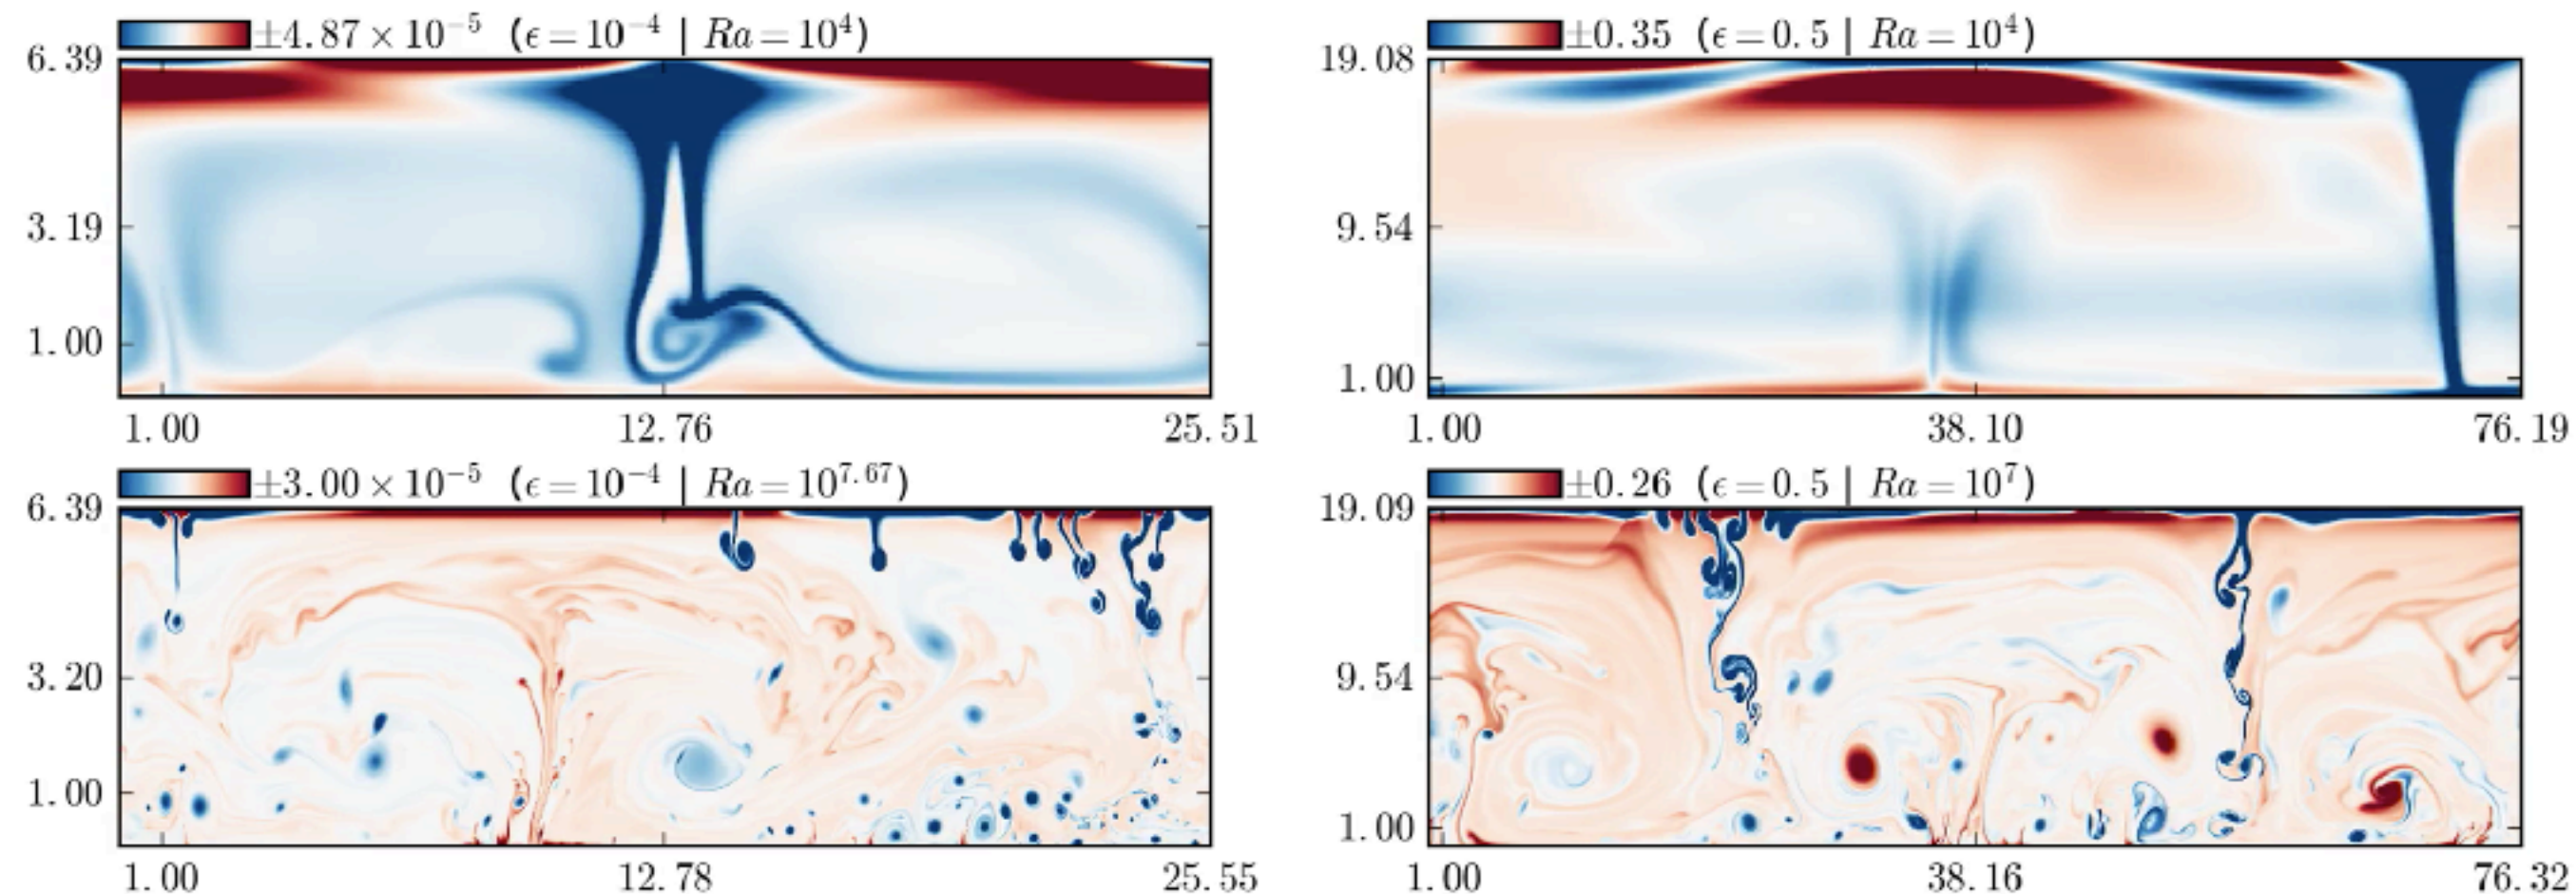 ±4.87 × 10⁻⁵ (ϵ = 10⁻⁴ | Ra = 10⁴)
6.39
3.19
1.00
1.00 12.76 25.51
±0.35 (ϵ = 0.5 | Ra = 10⁴)
19.08
9.54
1.00
1.00 38.10 76.19
±3.00 × 10⁻⁵ (ϵ = 10⁻⁴ | Ra = 10⁷·⁶⁷)
6.39
3.20
1.00
1.00 12.78 25.55
±0.26 (ϵ = 0.5 | Ra = 10⁷)
19.09
9.54
1.00
1.00 38.16 76.32